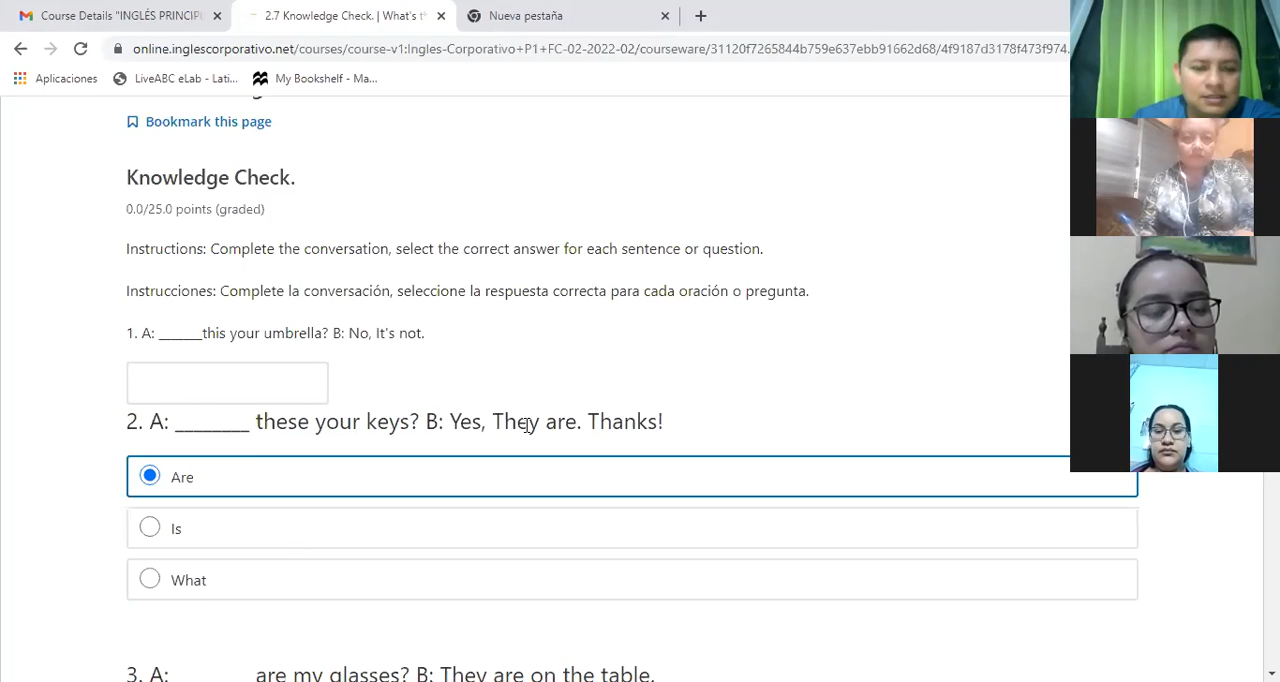 Course Details "INGLÉS PRINCIPI
2.7 Knowledge Check. | What's th
Nueva pestaña
online.inglescorporativo.net/courses/course-v1:Ingles-Corporativo+P1+FC-02-2022-02/courseware/31120f7265844b759e637ebb91662d68/4f9187d3178f473f974.
Aplicaciones
LiveABC eLab - Lati...
My Bookshelf - Ma...
Bookmark this page
Knowledge Check.
0.0/25.0 points (graded)
Instructions: Complete the conversation, select the correct answer for each sentence or question.
Instrucciones: Complete la conversación, seleccione la respuesta correcta para cada oración o pregunta.
1. A: ______this your umbrella? B: No, It's not.
2. A: ________ these your keys? B: Yes, They are. Thanks!
Are
Is
What
3. A: ________ are my glasses? B: They are on the table.